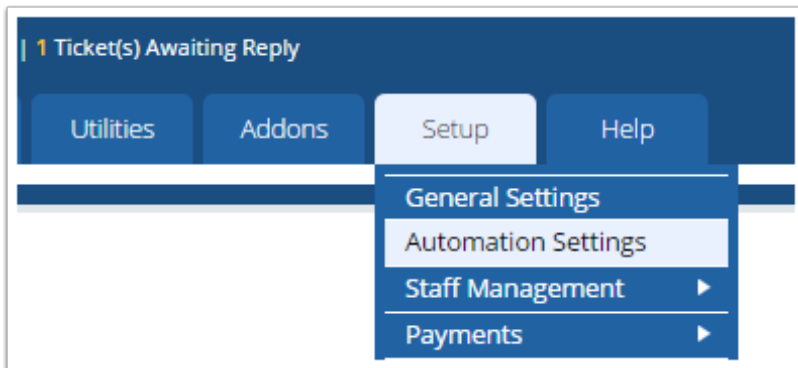 | 1 Ticket(s) Awaiting Reply
Utilities Addons Setup Help
General Settings
Automation Settings
Staff Management
Payments